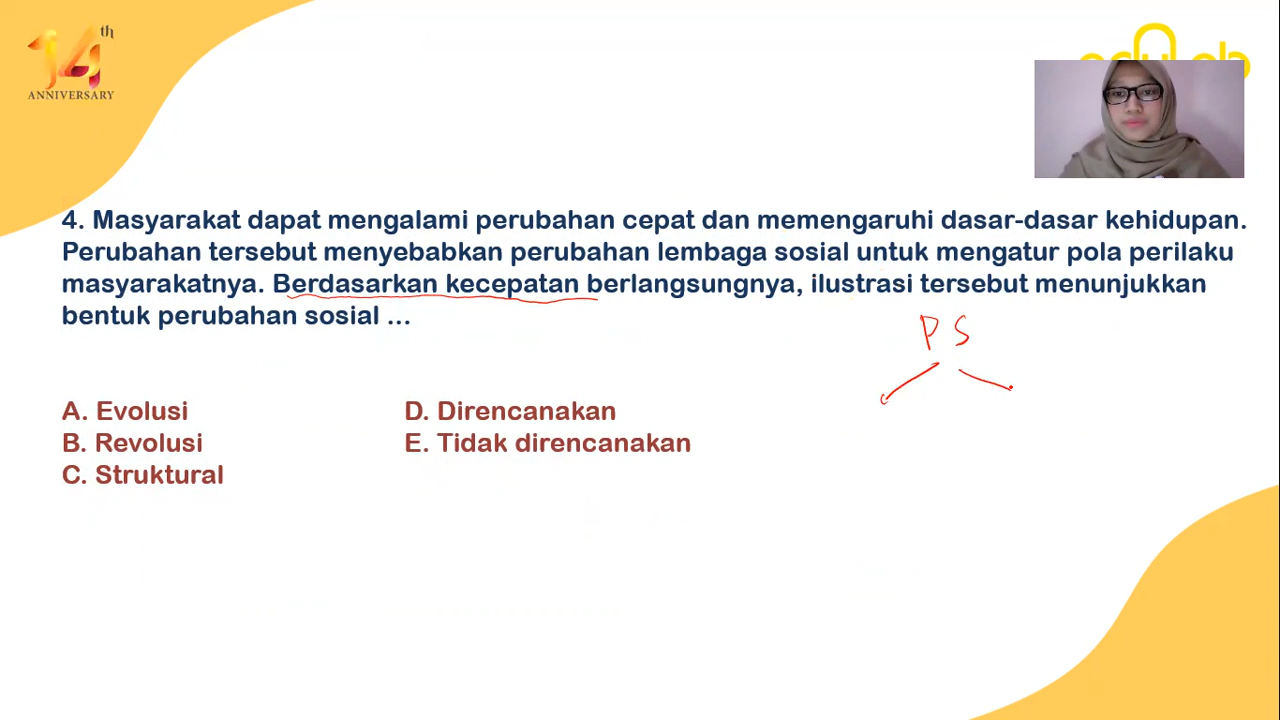 14th
ANNIVERSARY
4. Masyarakat dapat mengalami perubahan cepat dan memengaruhi dasar-dasar kehidupan.
Perubahan tersebut menyebabkan perubahan lembaga sosial untuk mengatur pola perilaku
masyarakatnya. Berdasarkan kecepatan berlangsungnya, ilustrasi tersebut menunjukkan
bentuk perubahan sosial ...
P S
A. Evolusi
B. Revolusi
C. Struktural
D. Direncanakan
E. Tidak direncanakan